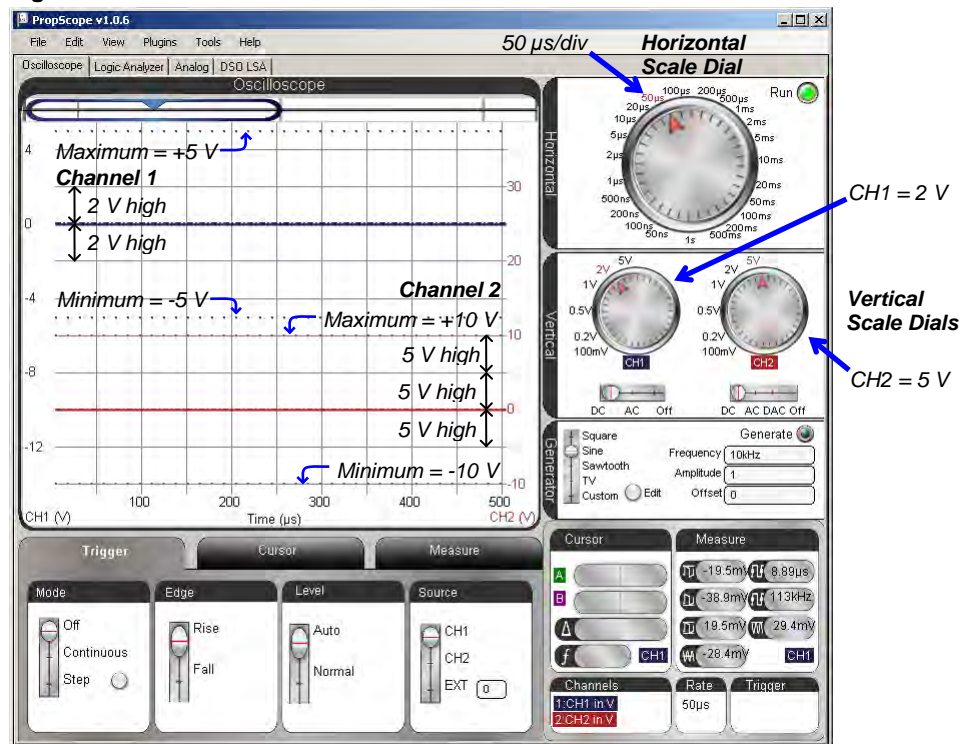 PropScope v1.0.6
File Edit View Plugins Tools Help
50 µs/div
Horizontal
Scale Dial
Oscilloscope Logic Analyzer Analog DSO LSA
Oscilloscope
4
0
-4
-8
-12
30
20
10
0
-10
Maximum = +5 V
Channel 1
2 V high
2 V high
Minimum = -5 V
Channel 2
Maximum = +10 V
5 V high
5 V high
5 V high
Minimum = -10 V
100 200 300 400 500
CH1 (V) Time (µs) CH2 (V)
Horizontal
Run
50ns
100ns
200ns
500ns
1µs
2µs
5µs
10µs
20µs
50µs
100µs
200µs
500µs
1ms
2ms
5ms
10ms
20ms
50ms
100ms
200ms
500ms
1s
CH1 = 2 V
Vertical
5V
2V
1V
0.5V
0.2V
100mV
CH1
DC AC Off
5V
2V
1V
0.5V
0.2V
100mV
CH2
DC AC DAC Off
Vertical
Scale Dials
CH2 = 5 V
Generator
Square
Sine
Sawtooth
TV
Custom Edit
Generate
Frequency 10kHz
Amplitude 1
Offset 0
Trigger Cursor Measure
Mode
Off
Continuous
Step
Edge
Rise
Fall
Level
Auto
Normal
Source
CH1
CH2
EXT 0
Cursor
A
B
Δ
f CH1
Measure
-19.5mV 8.89µs
-38.9mV 113kHz
19.5mV 29.4mV
-28.4mV CH1
Channels
1:CH1 in V
2:CH2 in V
Rate
50µs
Trigger